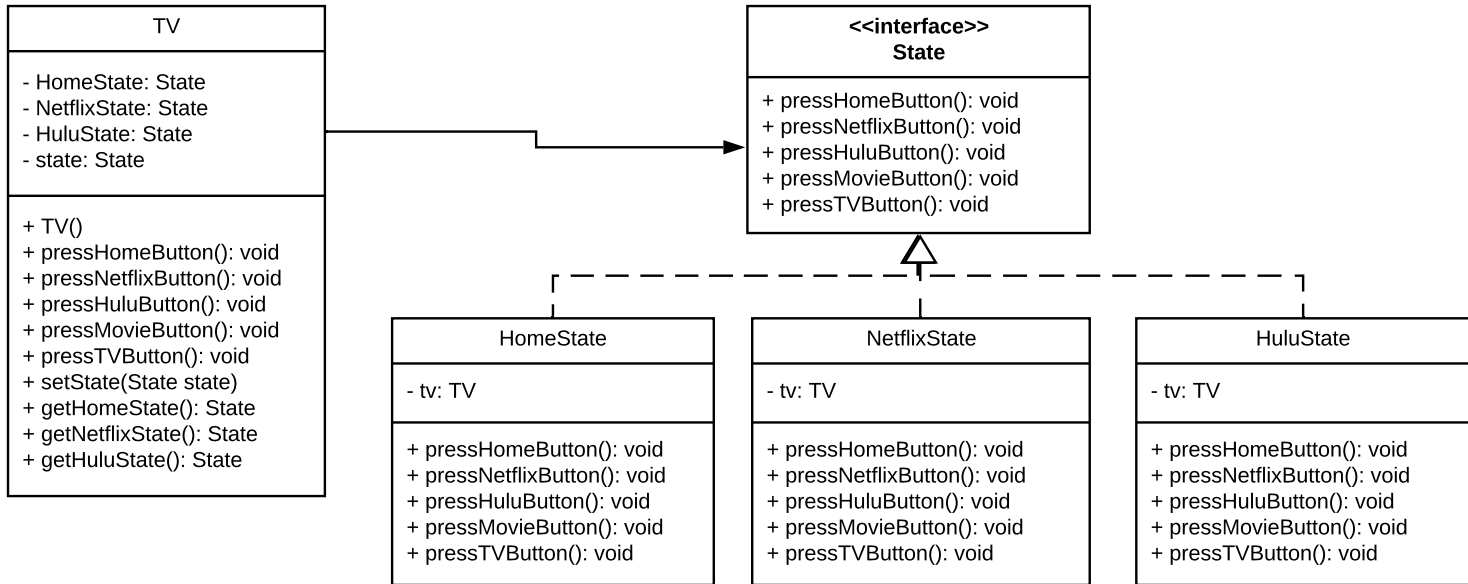 TV
- HomeState: State
- NetflixState: State
- HuluState: State
- state: State
+ TV()
+ pressHomeButton(): void
+ pressNetflixButton(): void
+ pressHuluButton(): void
+ pressMovieButton(): void
+ pressTVButton(): void
+ setState(State state)
+ getHomeState(): State
+ getNetflixState(): State
+ getHuluState(): State
<<interface>>
State
+ pressHomeButton(): void
+ pressNetflixButton(): void
+ pressHuluButton(): void
+ pressMovieButton(): void
+ pressTVButton(): void
HomeState
- tv: TV
+ pressHomeButton(): void
+ pressNetflixButton(): void
+ pressHuluButton(): void
+ pressMovieButton(): void
+ pressTVButton(): void
NetflixState
- tv: TV
+ pressHomeButton(): void
+ pressNetflixButton(): void
+ pressHuluButton(): void
+ pressMovieButton(): void
+ pressTVButton(): void
HuluState
- tv: TV
+ pressHomeButton(): void
+ pressNetflixButton(): void
+ pressHuluButton(): void
+ pressMovieButton(): void
+ pressTVButton(): void